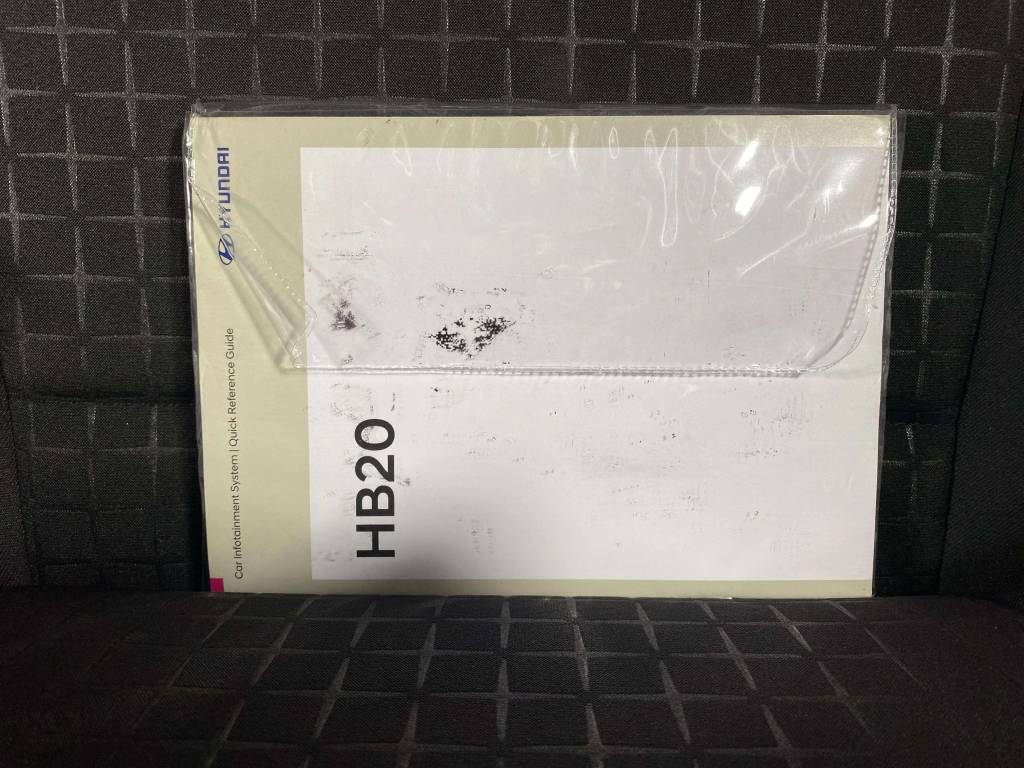 HYUNDAI
Car Infotainment System | Quick Reference Guide
HB20